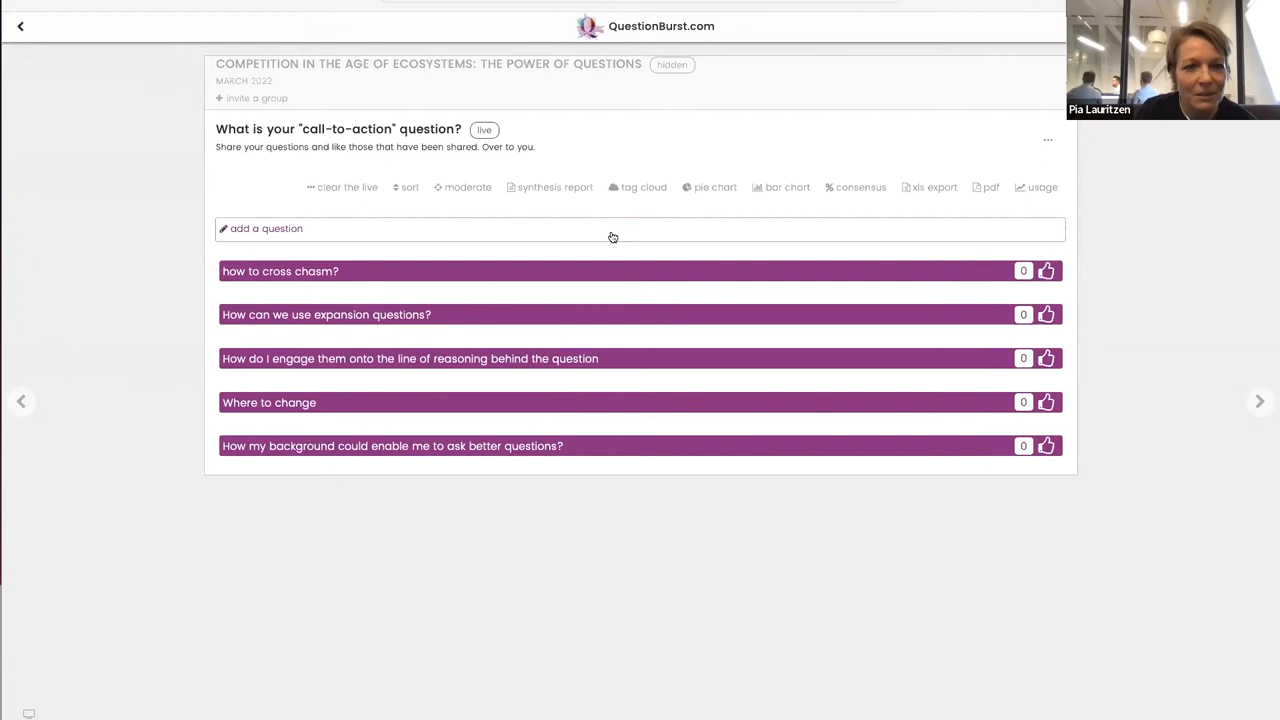 QuestionBurst.com
COMPETITION IN THE AGE OF ECOSYSTEMS: THE POWER OF QUESTIONS hidden
MARCH 2022
+ invite a group
Pia Lauritzen
What is your "call-to-action" question? live
Share your questions and like those that have been shared. Over to you.
clear the live sort moderate synthesis report tag cloud pie chart bar chart % consensus xls export pdf usage
add a question
how to cross chasm? 0
How can we use expansion questions? 0
How do I engage them onto the line of reasoning behind the question 0
Where to change 0
How my background could enable me to ask better questions? 0